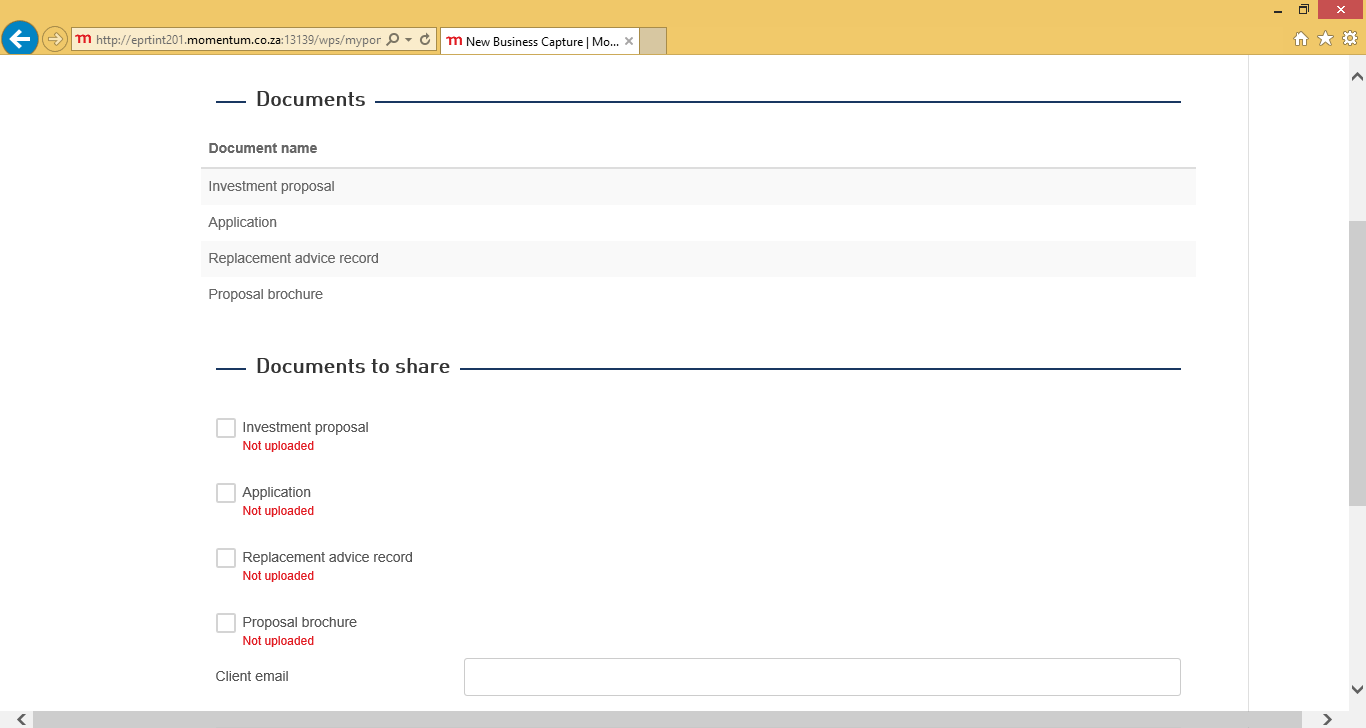 http://eprtint201.momentum.co.za:13139/wps/mypor
m New Business Capture | Mo...
Documents
Document name
Investment proposal
Application
Replacement advice record
Proposal brochure
Documents to share
Investment proposal
Not uploaded
Application
Not uploaded
Replacement advice record
Not uploaded
Proposal brochure
Not uploaded
Client email